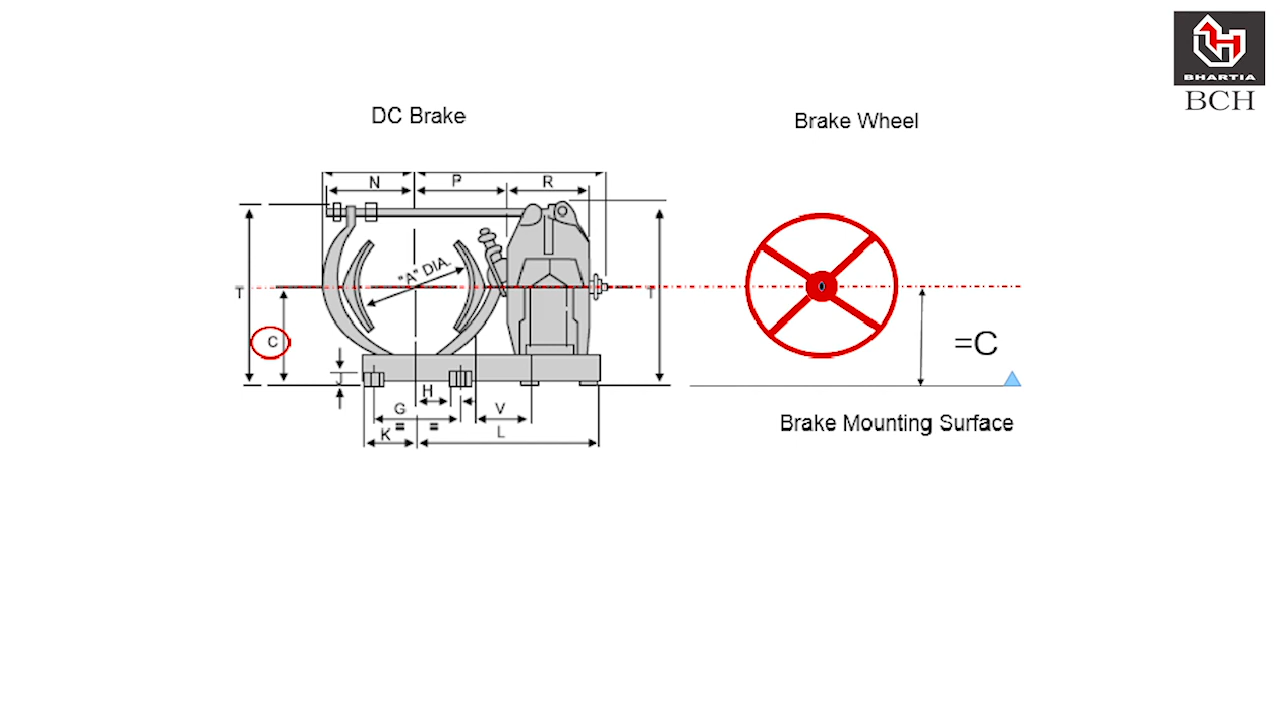 BHARTIA
BCH
DC Brake
Brake Wheel
N
P
R
"A" DIA.
T
T
C
=C
J
H
G
V
Brake Mounting Surface
= =
K
L